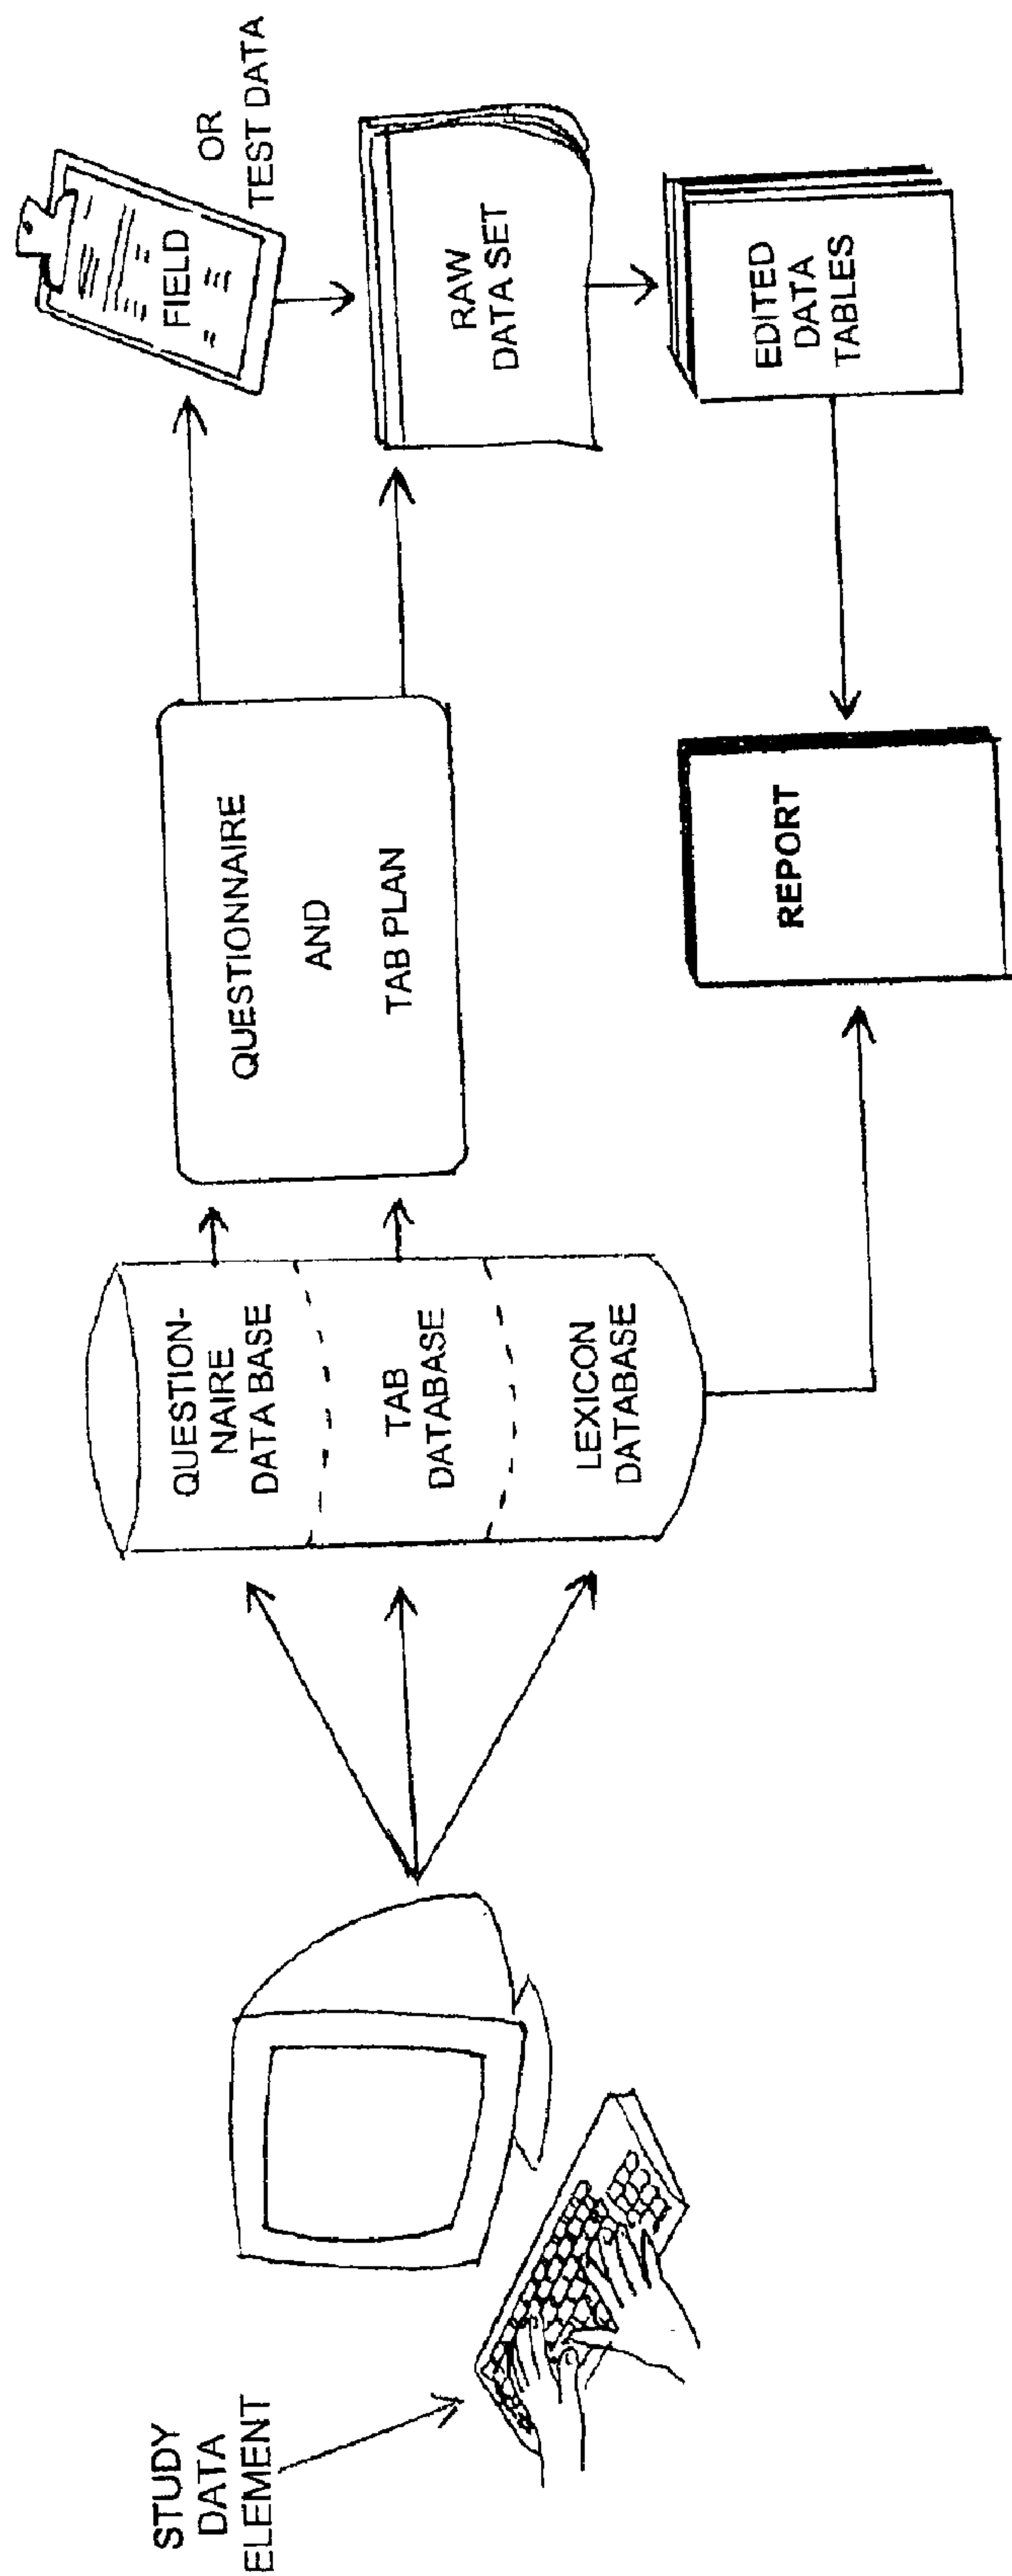 STUDY
DATA
ELEMENT
QUESTION-
NAIRE
DATA BASE
TAB
DATABASE
LEXICON
DATABASE
QUESTIONNAIRE
AND
TAB PLAN
FIELD
OR
TEST DATA
RAW
DATA SET
EDITED
DATA
TABLES
REPORT